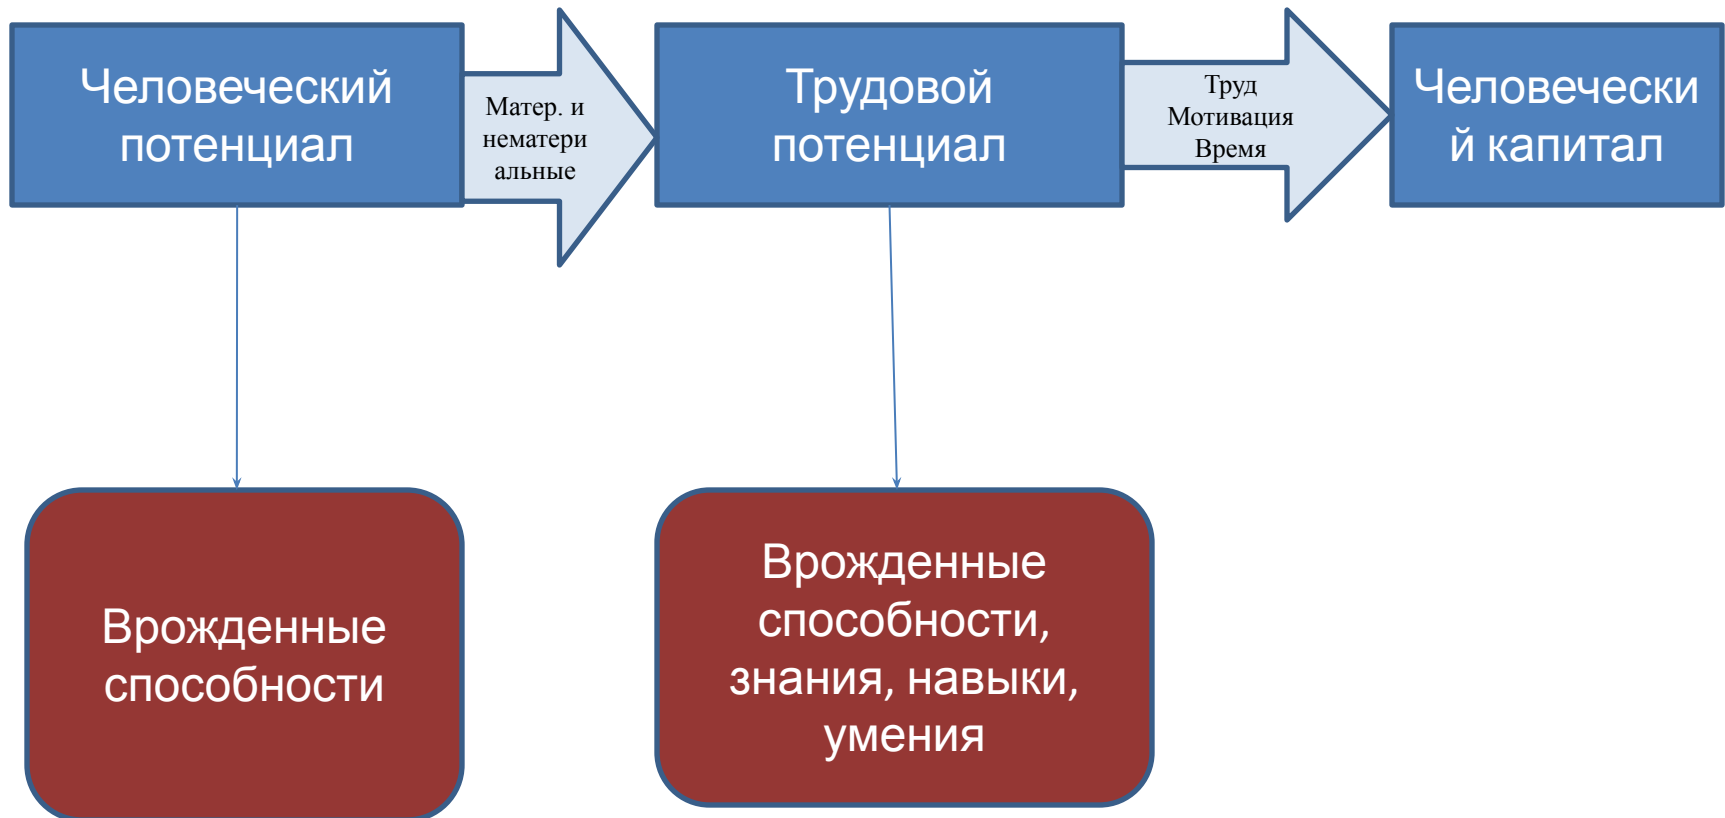 Человеческий
потенциал
Матер. и
нематери
альные
Трудовой
потенциал
Труд
Мотивация
Время
Человечески
й капитал
Врожденные
способности
Врожденные
способности,
знания, навыки,
умения